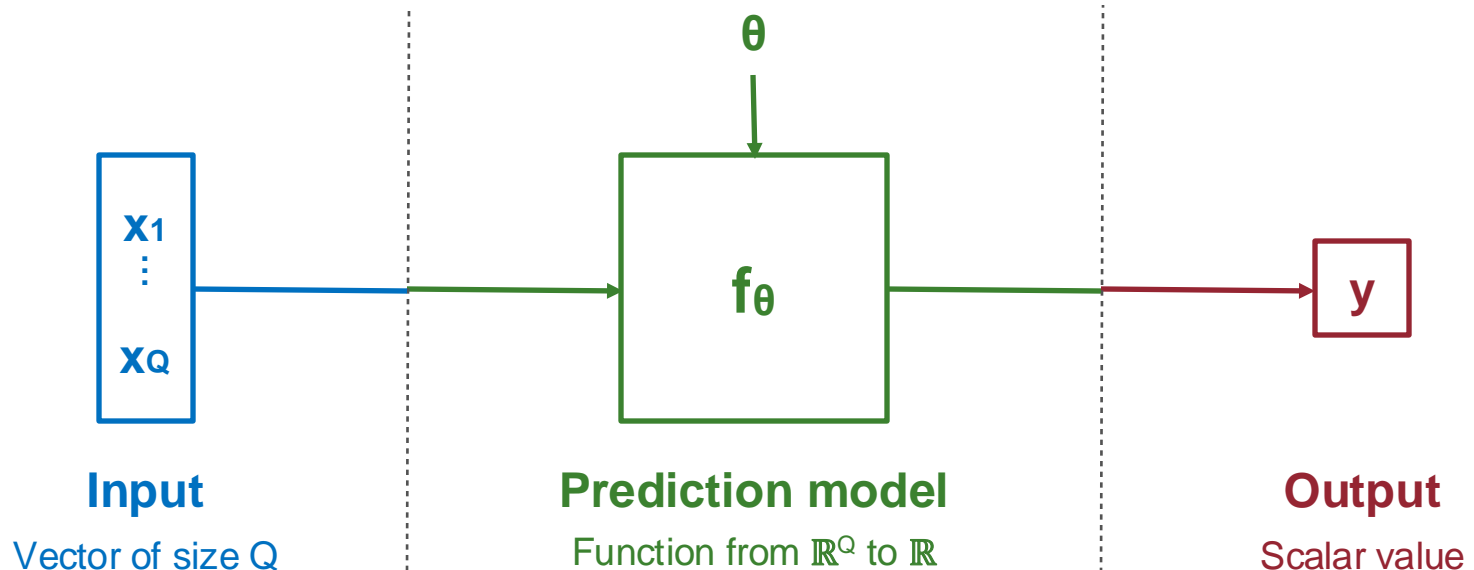 θ
x1
⋮
xQ
fθ
y
Input
Vector of size Q
Prediction model
Function from ℝQ to ℝ
Output
Scalar value